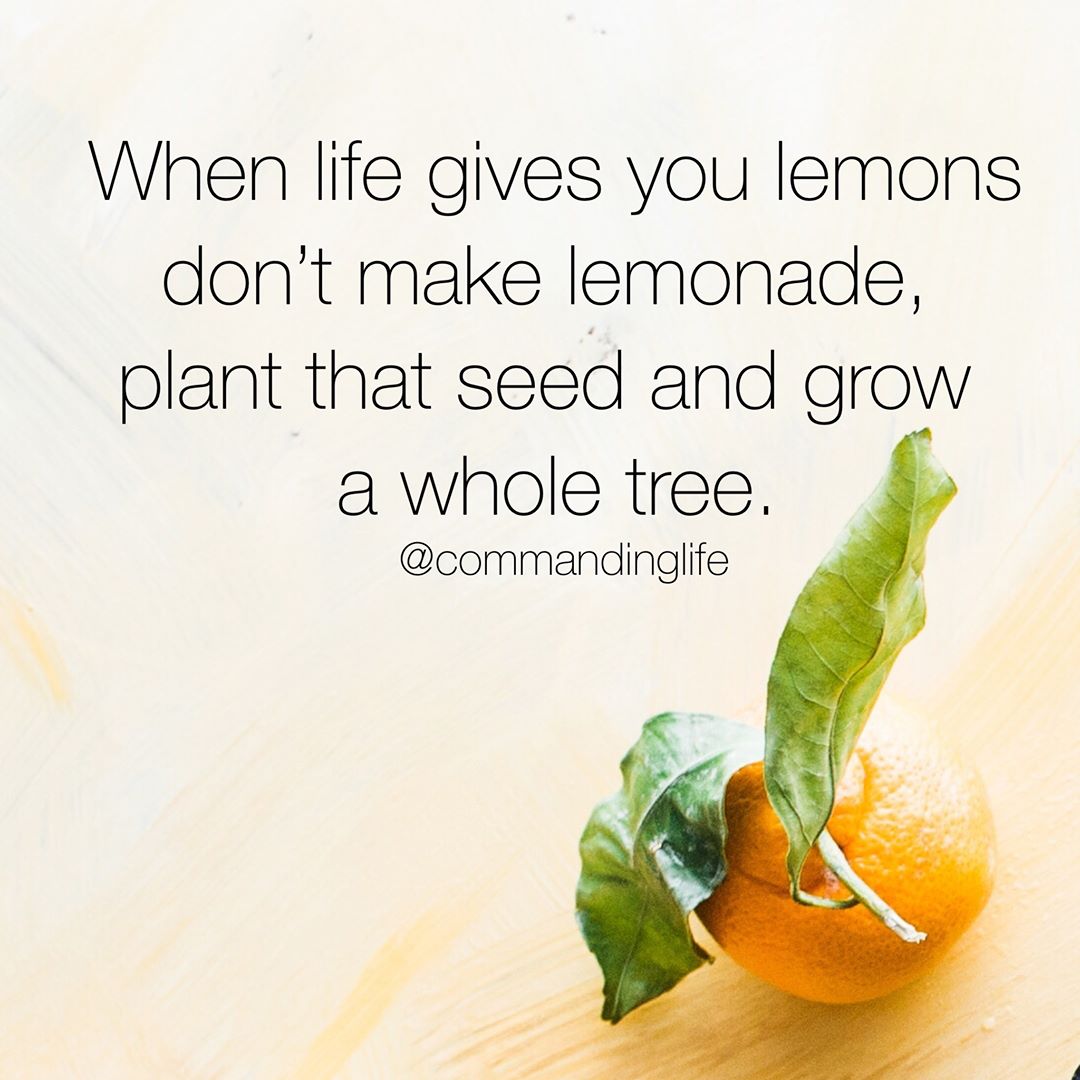 When life gives you lemons
don’t make lemonade,
plant that seed and grow
a whole tree.
@commandinglife